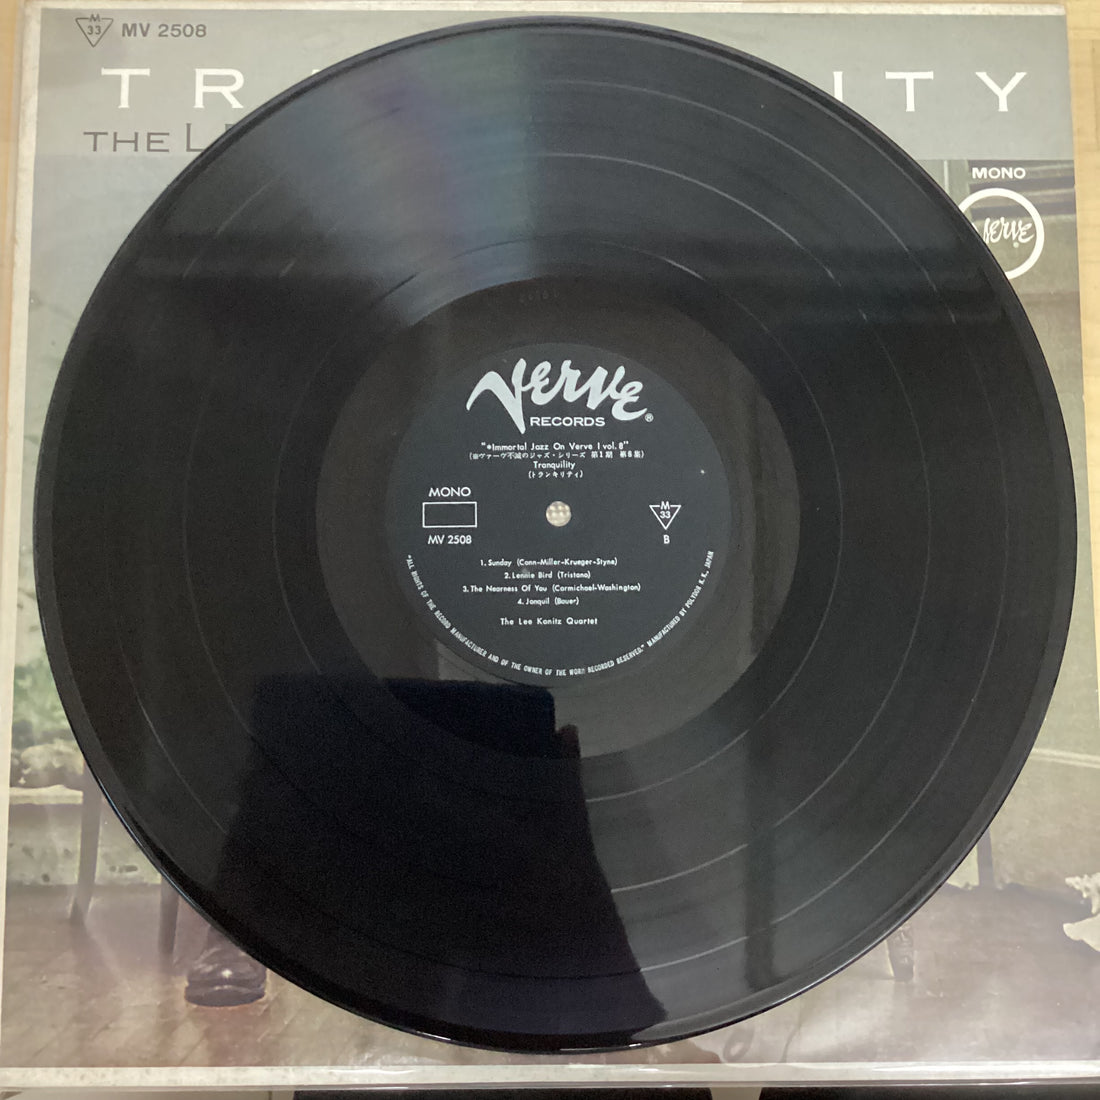 M
33
MV 2508
TR ITY
THE L
MONO
Verve
Verve
RECORDS ®
"*Immortal Jazz On Verve I vol. 8"
(※ヴァーヴ不滅のジャズ・シリーズ 第1期 第8集)
Tranquility
(トランキリティ)
MONO
M
33
MV 2508
B
1. Sunday (Conn-Miller-Krueger-Styne)
2. Lennie Bird (Tristano)
3. The Nearness Of You (Carmichael-Washington)
4. Jonquil (Bauer)
The Lee Konitz Quartet
"ALL RIGHTS OF THE RECORD MANUFACTURER AND OF THE OWNER OF THE WORK RECORDED RESERVED." MANUFACTURED BY POLYDOR K.K., JAPAN